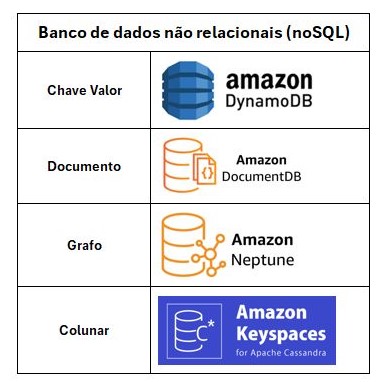 Banco de dados não relacionais (noSQL)
Chave Valor
amazon
DynamoDB
Documento
Amazon
DocumentDB
Grafo
Amazon
Neptune
Colunar
C*
Amazon
Keyspaces
for Apache Cassandra